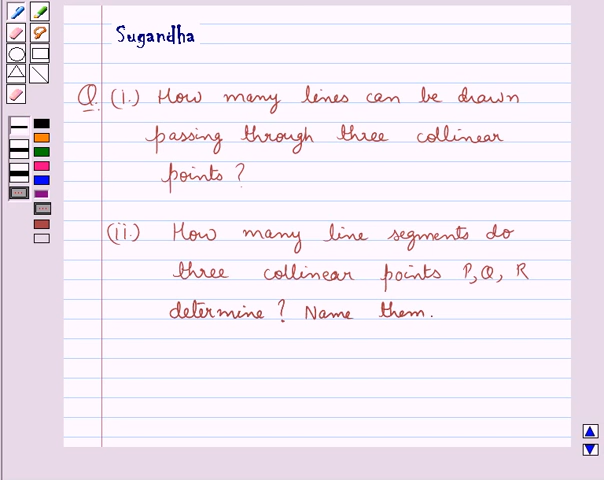 Sugandha
Q. (i.) How many lines can be drawn
passing through three collinear
points ?
(ii.) How many line segments do
three collinear points P, Q, R
determine ? Name them.